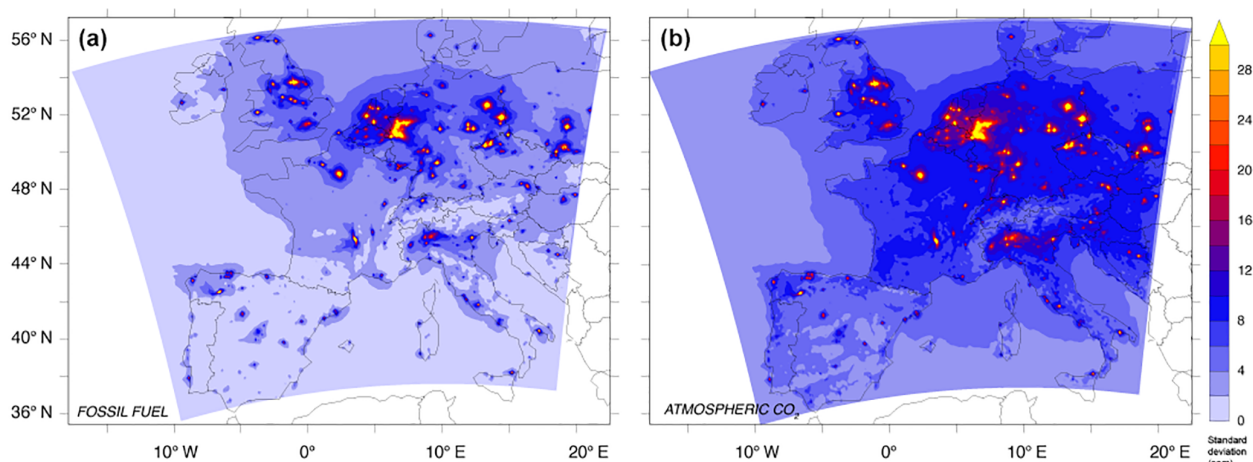 (a)
(b)
56° N
52° N
48° N
44° N
40° N
36° N
FOSSIL FUEL
ATMOSPHERIC CO₂
10° W
0°
10° E
20° E
10° W
0°
10° E
20° E
28
24
20
16
12
8
4
0
Standard
deviation